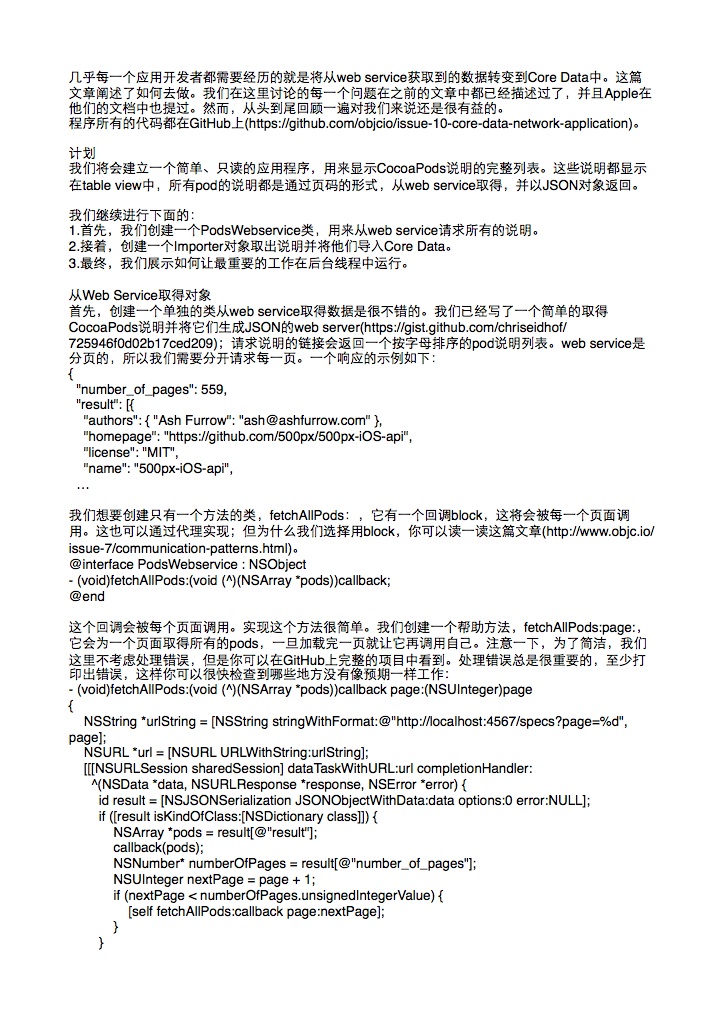 几乎每一个应用开发者都需要经历的就是将从web service获取到的数据转变到Core Data中。这篇
文章阐述了如何去做。我们在这里讨论的每一个问题在之前的文章中都已经描述过了，并且Apple在
他们的文档中也提过。然而，从头到尾回顾一遍对我们来说还是很有益的。
程序所有的代码都在GitHub上(https://github.com/objcio/issue-10-core-data-network-application)。
计划
我们将会建立一个简单、只读的应用程序，用来显示CocoaPods说明的完整列表。这些说明都显示
在table view中，所有pod的说明都是通过页码的形式，从web service取得，并以JSON对象返回。
我们继续进行下面的：
1.首先，我们创建一个PodsWebservice类，用来从web service请求所有的说明。
2.接着，创建一个Importer对象取出说明并将他们导入Core Data。
3.最终，我们展示如何让最重要的工作在后台线程中运行。
从Web Service取得对象
首先，创建一个单独的类从web service取得数据是很不错的。我们已经写了一个简单的取得
CocoaPods说明并将它们生成JSON的web server(https://gist.github.com/chriseidhof/
725946f0d02b17ced209)；请求说明的链接会返回一个按字母排序的pod说明列表。web service是
分页的，所以我们需要分开请求每一页。一个响应的示例如下：
{
"number_of_pages": 559,
"result": [{
"authors": { "Ash Furrow": "ash@ashfurrow.com" },
"homepage": "https://github.com/500px/500px-iOS-api",
"license": "MIT",
"name": "500px-iOS-api",
…
我们想要创建只有一个方法的类，fetchAllPods：，它有一个回调block，这将会被每一个页面调
用。这也可以通过代理实现；但为什么我们选择用block，你可以读一读这篇文章(http://www.objc.io/
issue-7/communication-patterns.html)。
@interface PodsWebservice : NSObject
- (void)fetchAllPods:(void (^)(NSArray *pods))callback;
@end
这个回调会被每个页面调用。实现这个方法很简单。我们创建一个帮助方法，fetchAllPods:page:，
它会为一个页面取得所有的pods，一旦加载完一页就让它再调用自己。注意一下，为了简洁，我们
这里不考虑处理错误，但是你可以在GitHub上完整的项目中看到。处理错误总是很重要的，至少打
印出错误，这样你可以很快检查到哪些地方没有像预期一样工作：
- (void)fetchAllPods:(void (^)(NSArray *pods))callback page:(NSUInteger)page
{
NSString *urlString = [NSString stringWithFormat:@"http://localhost:4567/specs?page=%d",
page];
NSURL *url = [NSURL URLWithString:urlString];
[[[NSURLSession sharedSession] dataTaskWithURL:url completionHandler:
^(NSData *data, NSURLResponse *response, NSError *error) {
id result = [NSJSONSerialization JSONObjectWithData:data options:0 error:NULL];
if ([result isKindOfClass:[NSDictionary class]]) {
NSArray *pods = result[@"result"];
callback(pods);
NSNumber* numberOfPages = result[@"number_of_pages"];
NSUInteger nextPage = page + 1;
if (nextPage < numberOfPages.unsignedIntegerValue) {
[self fetchAllPods:callback page:nextPage];
}
}